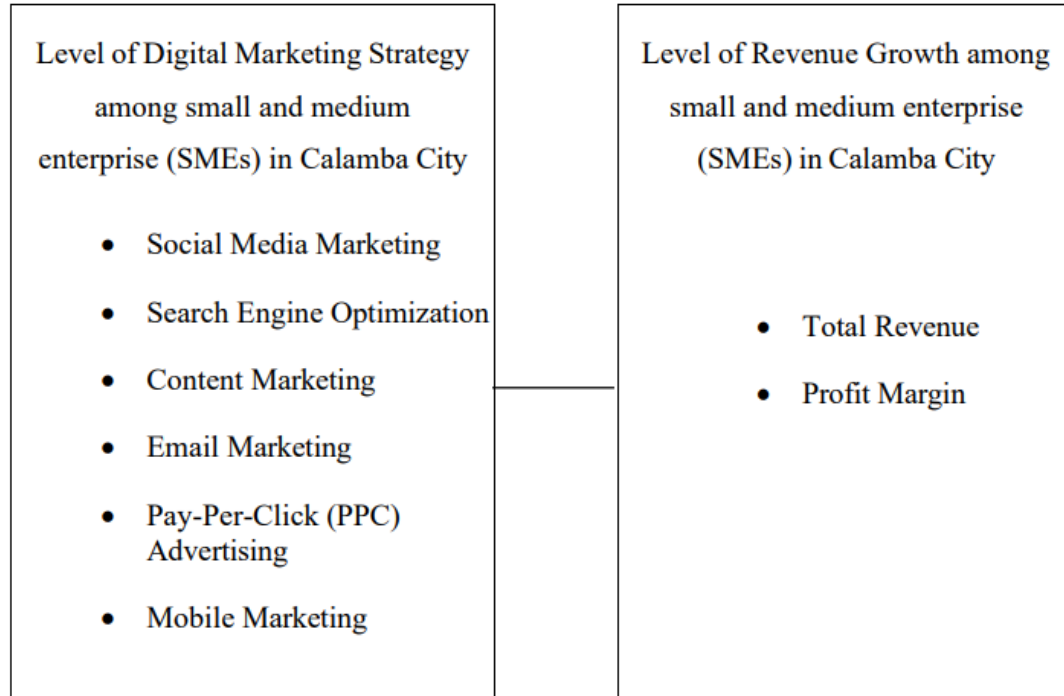 Level of Digital Marketing Strategy
among small and medium
enterprise (SMEs) in Calamba City
• Social Media Marketing
• Search Engine Optimization
• Content Marketing
• Email Marketing
• Pay-Per-Click (PPC)
Advertising
• Mobile Marketing
Level of Revenue Growth among
small and medium enterprise
(SMEs) in Calamba City
• Total Revenue
• Profit Margin